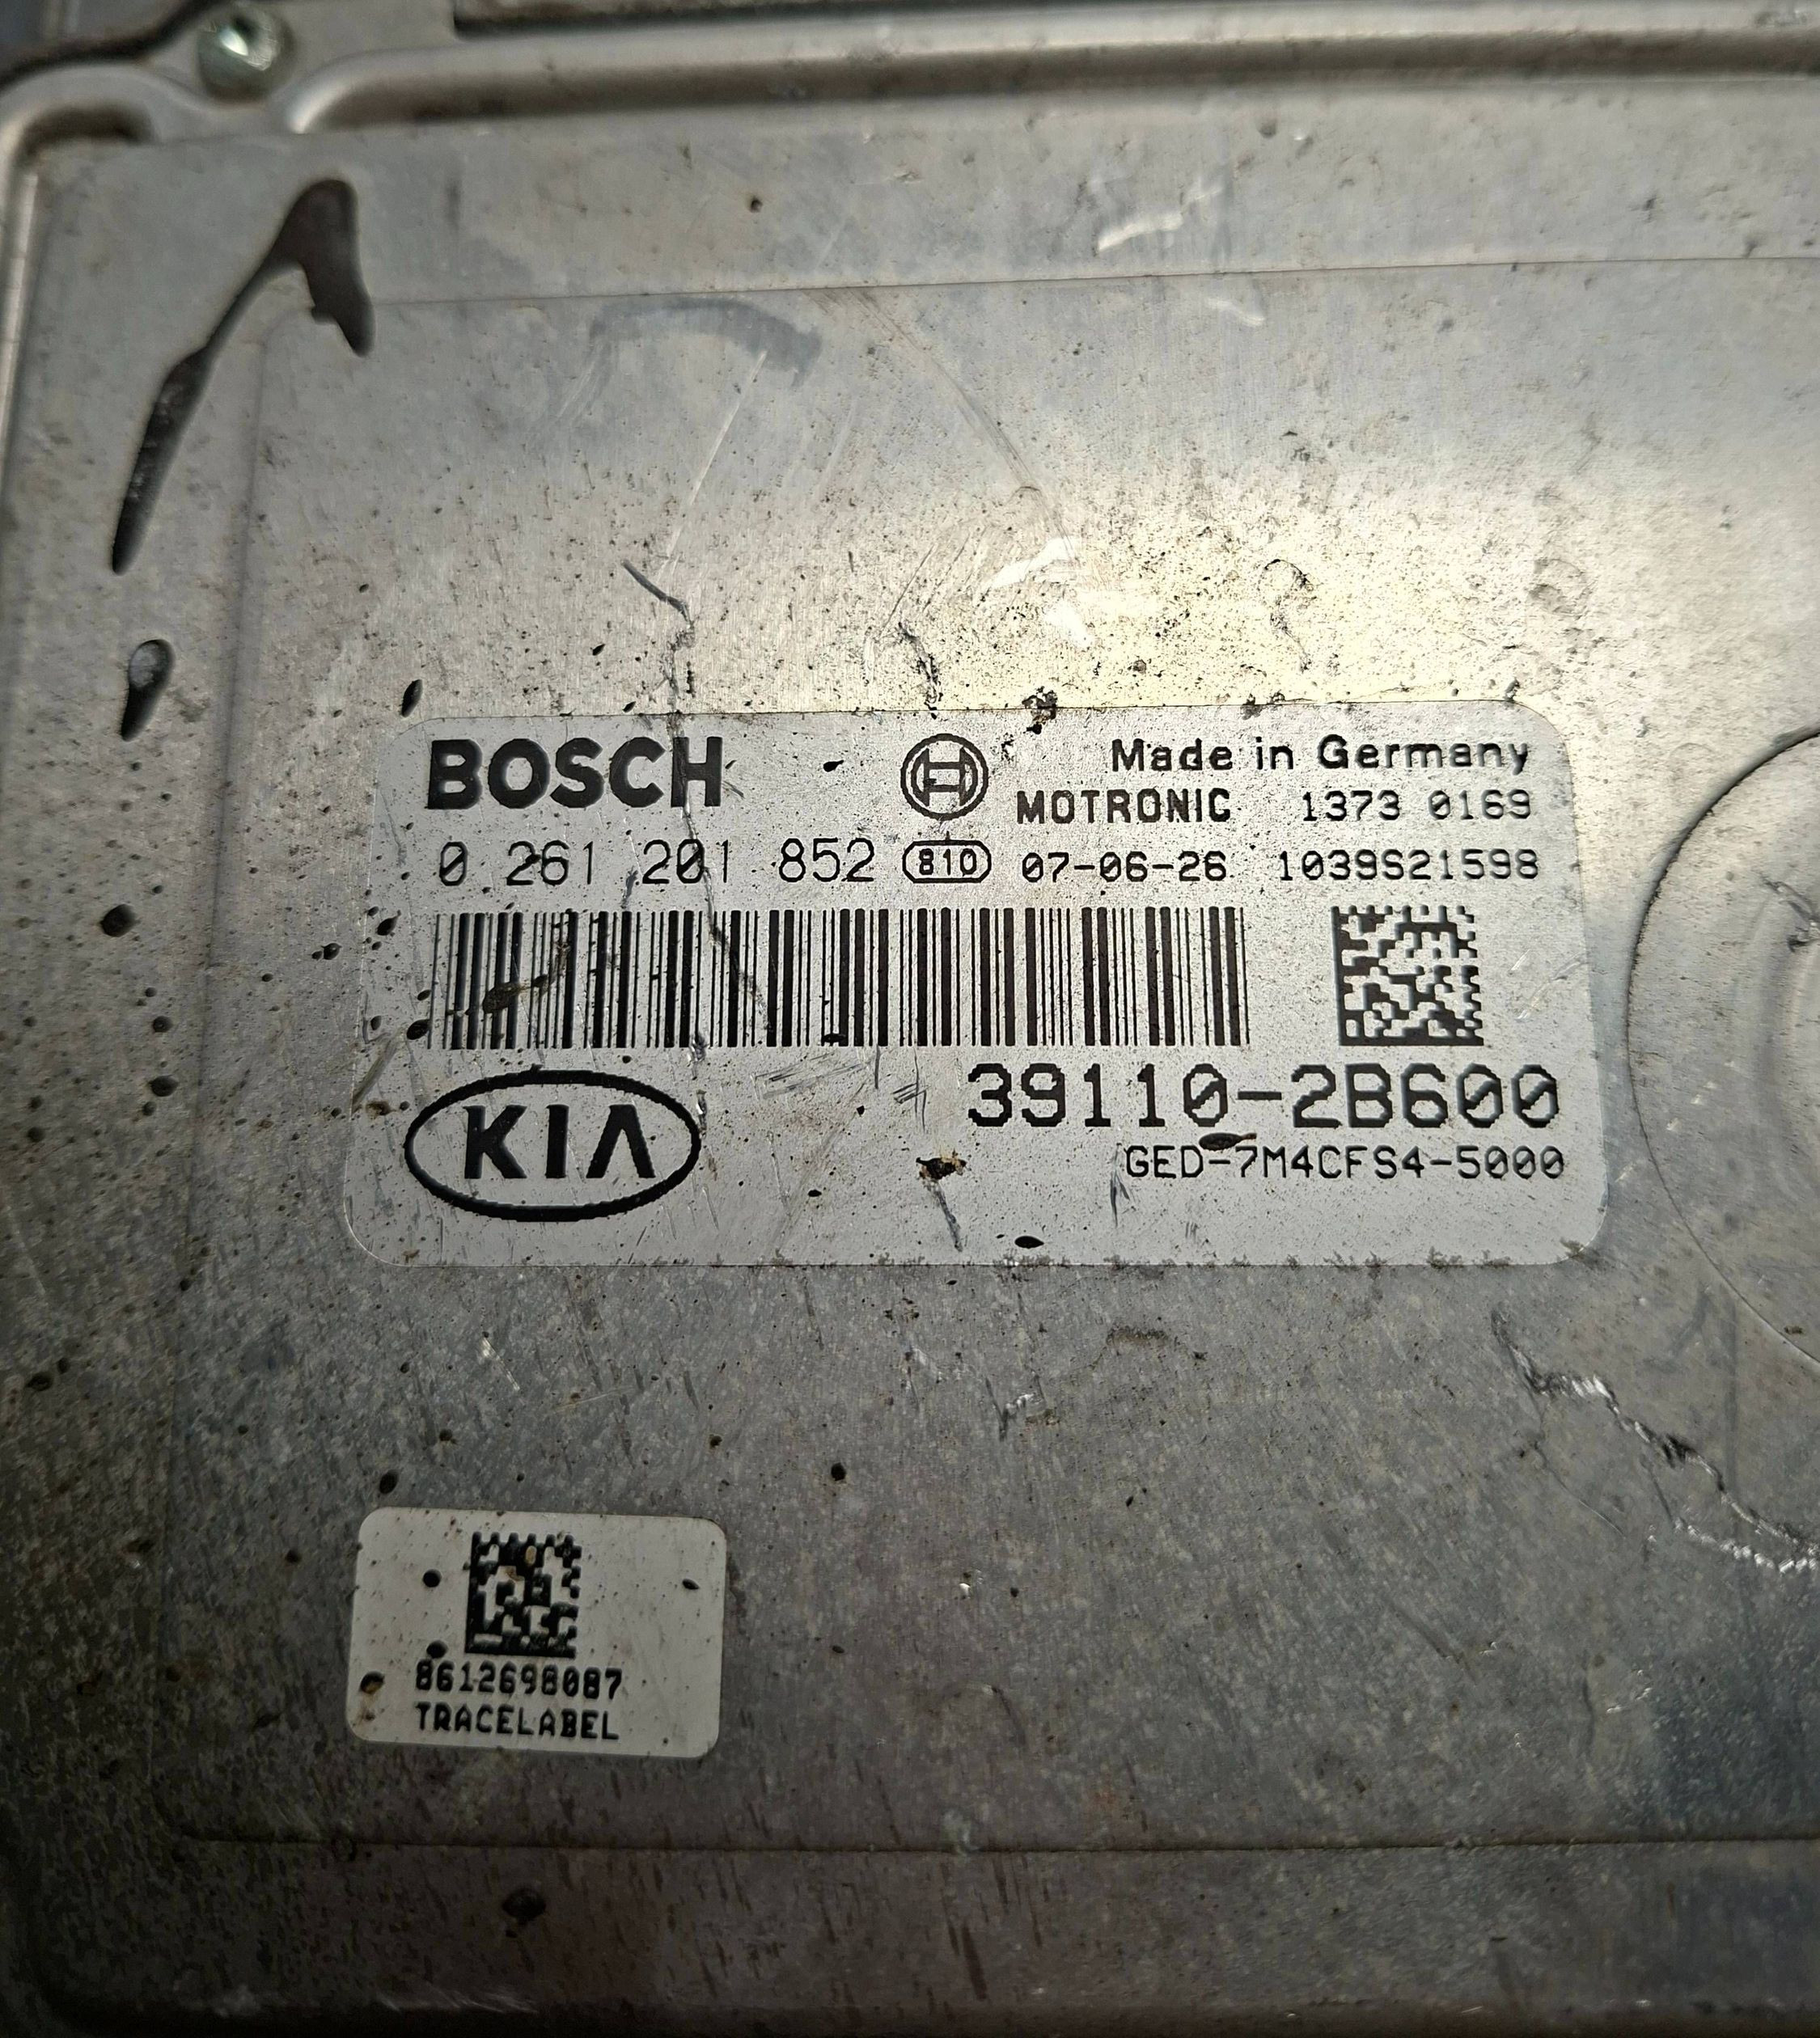 BOSCH Made in Germany
MOTRONIC 1373 0169
0 261 201 852 810 07-06-26 1039S21598
KIA 39110-2B600
GED-7M4CFS4-5000
8612698087
TRACELABEL